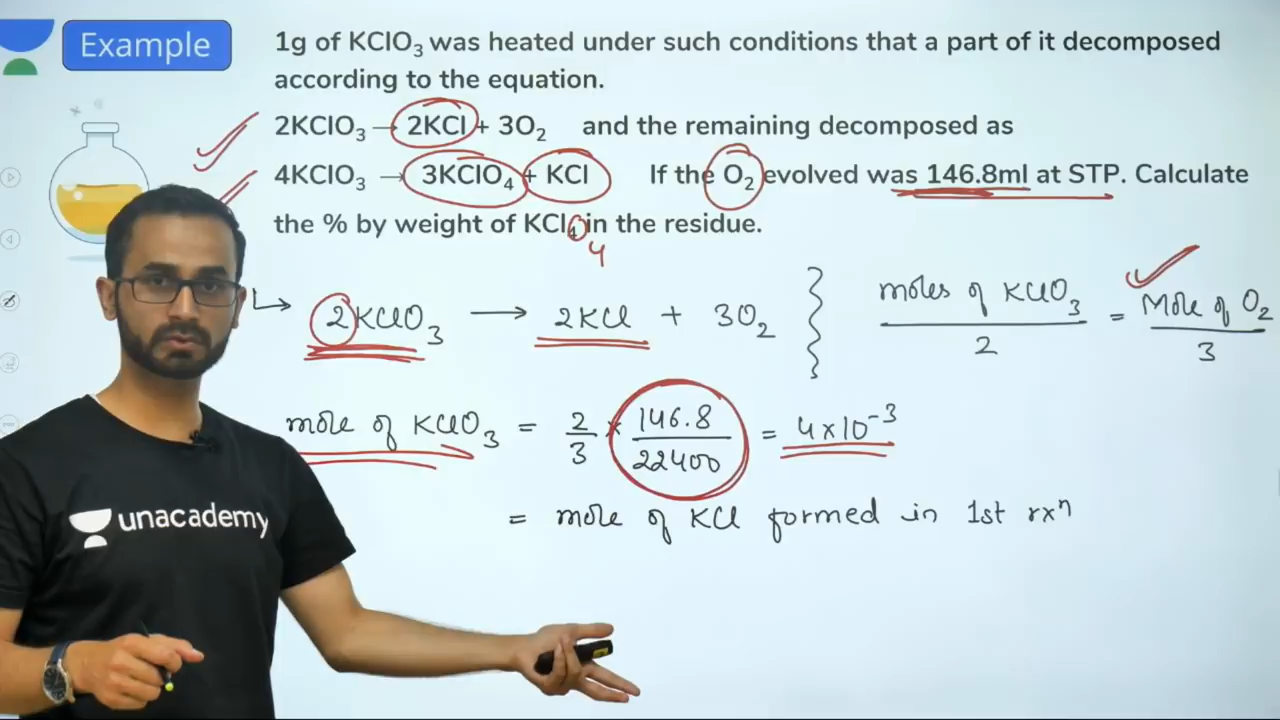 Example
1g of KClO₃ was heated under such conditions that a part of it decomposed
according to the equation.
2KClO₃ → 2KCl + 3O₂ and the remaining decomposed as
4KClO₃ → 3KClO₄ + KCl If the O₂ evolved was 146.8ml at STP. Calculate
the % by weight of KCl₄ in the residue.
O
4
↳ 2KClO₃ ⟶ 2KCl + 3O₂
moles of KClO₃ / 2 = Mole of O₂ / 3
mole of KClO₃ = 2/3 × 146.8/22400 = 4×10⁻³
= mole of KCl formed in 1st rxⁿ
unacademy